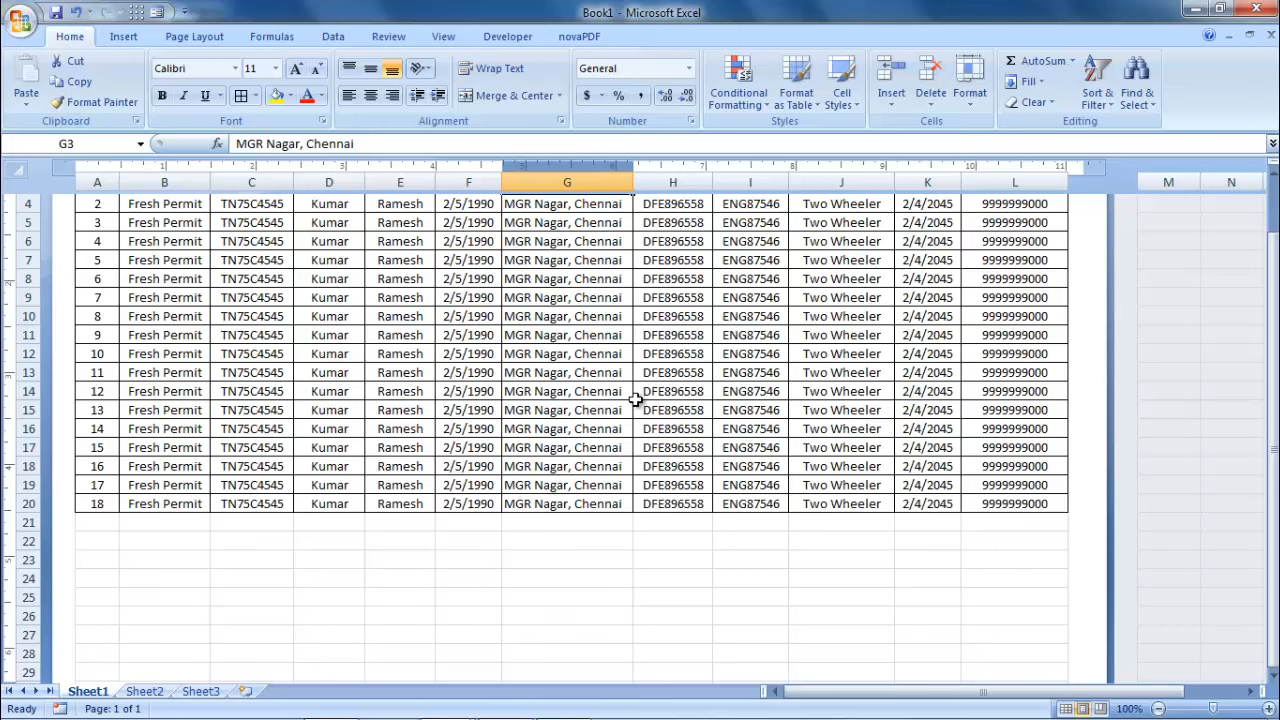 Book1 - Microsoft Excel
Home Insert Page Layout Formulas Data Review View Developer novaPDF
Paste Cut Copy Format Painter Clipboard
Calibri 11 B I U A A A Font
Wrap Text Merge & Center Alignment
General $ % , .0 .00 .00 .0 Number
Conditional Formatting Format as Table Cell Styles Styles
Insert Delete Format Cells
Σ AutoSum Fill Clear Sort & Filter Find & Select Editing
G3 fx MGR Nagar, Chennai
1 2 3 4 5 6 7 8 9 10 11
A B C D E F G H I J K L M N
4 2 Fresh Permit TN75C4545 Kumar Ramesh 2/5/1990 MGR Nagar, Chennai DFE896558 ENG87546 Two Wheeler 2/4/2045 9999999000
5 3 Fresh Permit TN75C4545 Kumar Ramesh 2/5/1990 MGR Nagar, Chennai DFE896558 ENG87546 Two Wheeler 2/4/2045 9999999000
6 4 Fresh Permit TN75C4545 Kumar Ramesh 2/5/1990 MGR Nagar, Chennai DFE896558 ENG87546 Two Wheeler 2/4/2045 9999999000
7 5 Fresh Permit TN75C4545 Kumar Ramesh 2/5/1990 MGR Nagar, Chennai DFE896558 ENG87546 Two Wheeler 2/4/2045 9999999000
8 6 Fresh Permit TN75C4545 Kumar Ramesh 2/5/1990 MGR Nagar, Chennai DFE896558 ENG87546 Two Wheeler 2/4/2045 9999999000
9 7 Fresh Permit TN75C4545 Kumar Ramesh 2/5/1990 MGR Nagar, Chennai DFE896558 ENG87546 Two Wheeler 2/4/2045 9999999000
10 8 Fresh Permit TN75C4545 Kumar Ramesh 2/5/1990 MGR Nagar, Chennai DFE896558 ENG87546 Two Wheeler 2/4/2045 9999999000
11 9 Fresh Permit TN75C4545 Kumar Ramesh 2/5/1990 MGR Nagar, Chennai DFE896558 ENG87546 Two Wheeler 2/4/2045 9999999000
12 10 Fresh Permit TN75C4545 Kumar Ramesh 2/5/1990 MGR Nagar, Chennai DFE896558 ENG87546 Two Wheeler 2/4/2045 9999999000
13 11 Fresh Permit TN75C4545 Kumar Ramesh 2/5/1990 MGR Nagar, Chennai DFE896558 ENG87546 Two Wheeler 2/4/2045 9999999000
14 12 Fresh Permit TN75C4545 Kumar Ramesh 2/5/1990 MGR Nagar, Chennai DFE896558 ENG87546 Two Wheeler 2/4/2045 9999999000
15 13 Fresh Permit TN75C4545 Kumar Ramesh 2/5/1990 MGR Nagar, Chennai DFE896558 ENG87546 Two Wheeler 2/4/2045 9999999000
16 14 Fresh Permit TN75C4545 Kumar Ramesh 2/5/1990 MGR Nagar, Chennai DFE896558 ENG87546 Two Wheeler 2/4/2045 9999999000
17 15 Fresh Permit TN75C4545 Kumar Ramesh 2/5/1990 MGR Nagar, Chennai DFE896558 ENG87546 Two Wheeler 2/4/2045 9999999000
18 16 Fresh Permit TN75C4545 Kumar Ramesh 2/5/1990 MGR Nagar, Chennai DFE896558 ENG87546 Two Wheeler 2/4/2045 9999999000
19 17 Fresh Permit TN75C4545 Kumar Ramesh 2/5/1990 MGR Nagar, Chennai DFE896558 ENG87546 Two Wheeler 2/4/2045 9999999000
20 18 Fresh Permit TN75C4545 Kumar Ramesh 2/5/1990 MGR Nagar, Chennai DFE896558 ENG87546 Two Wheeler 2/4/2045 9999999000
21
22
23
24
25
26
27
28
29
Sheet1 Sheet2 Sheet3
Ready Page: 1 of 1 100%